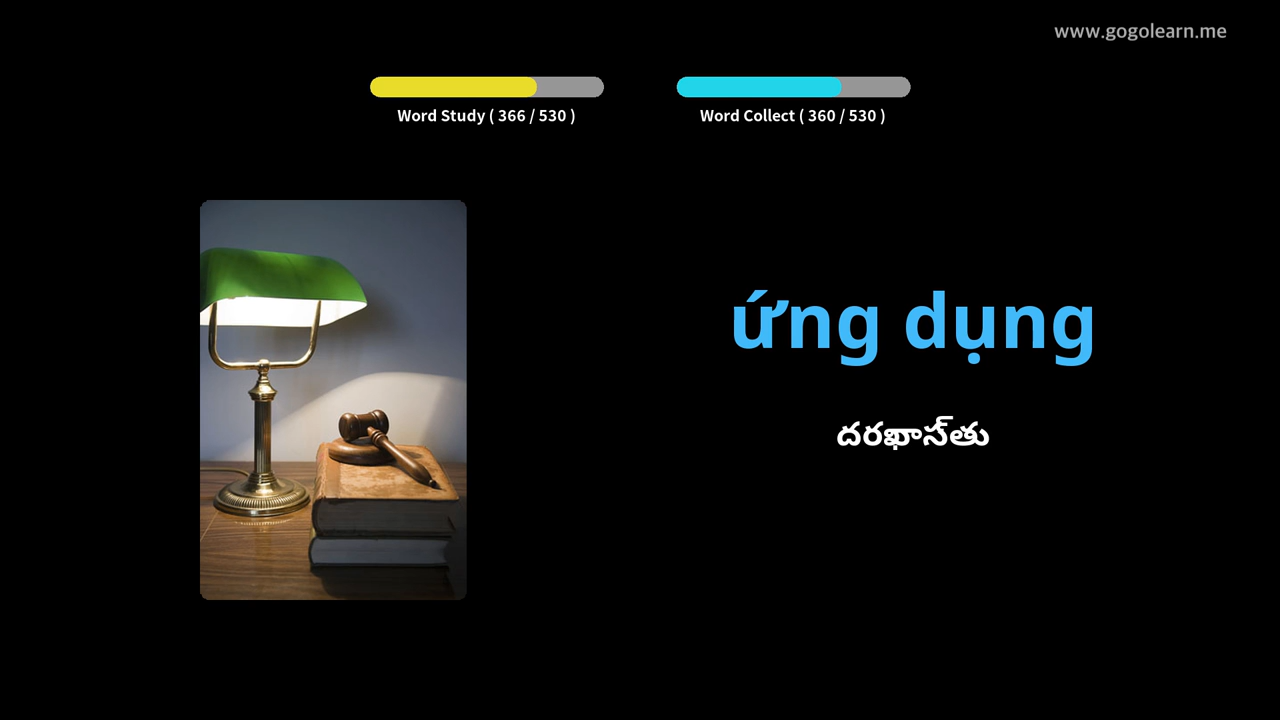 www.gogolearn.me
Word Study ( 366 / 530 )
Word Collect ( 360 / 530 )
ứng dụng
దరఖాస్తు